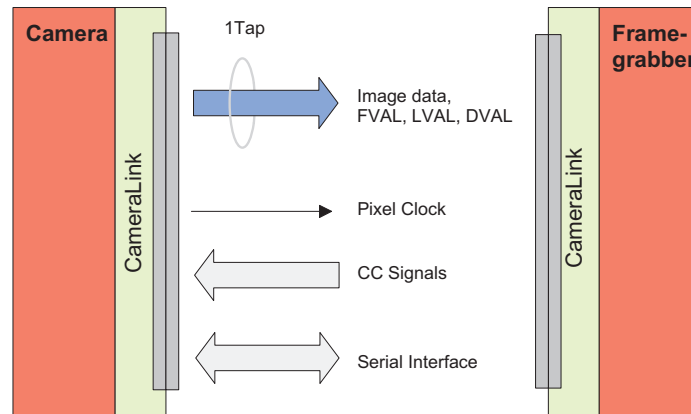 Camera
CameraLink
1Tap
Image data,
FVAL, LVAL, DVAL
Pixel Clock
CC Signals
Serial Interface
CameraLink
Frame-
grabber